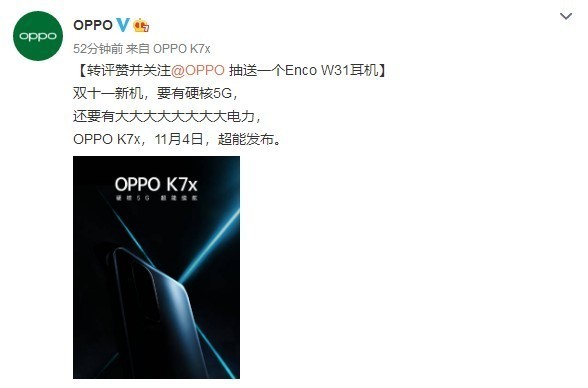 oppo
OPPO
52分钟前 来自 OPPO K7x
【转评赞并关注@OPPO 抽送一个Enco W31耳机】
双十一新机，要有硬核5G，
还要有大大大大大大大大电力，
OPPO K7x，11月4日，超能发布。
OPPO K7x
硬核5G 超能续航